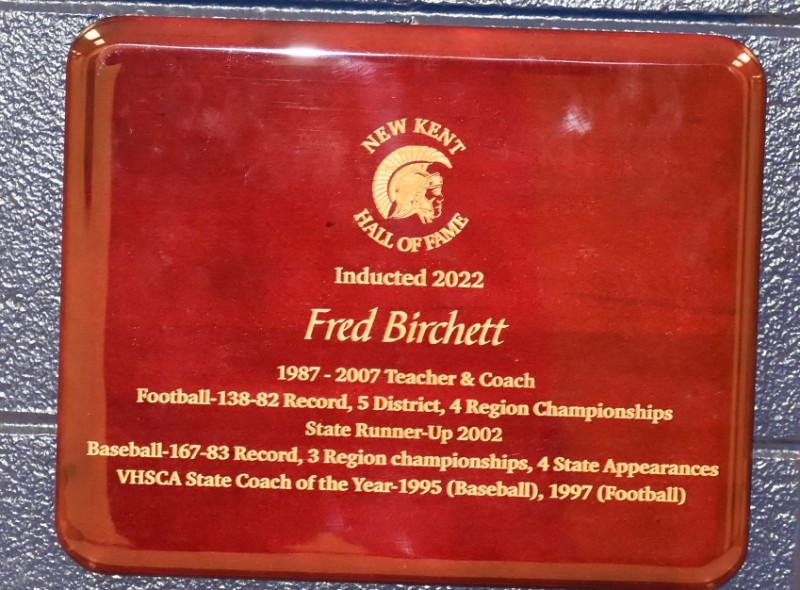 NEW KENT
HALL OF FAME
Inducted 2022
Fred Birchett
1987 - 2007 Teacher & Coach
Football-138-82 Record, 5 District, 4 Region Championships
State Runner-Up 2002
Baseball-167-83 Record, 3 Region championships, 4 State Appearances
VHSCA State Coach of the Year-1995 (Baseball), 1997 (Football)